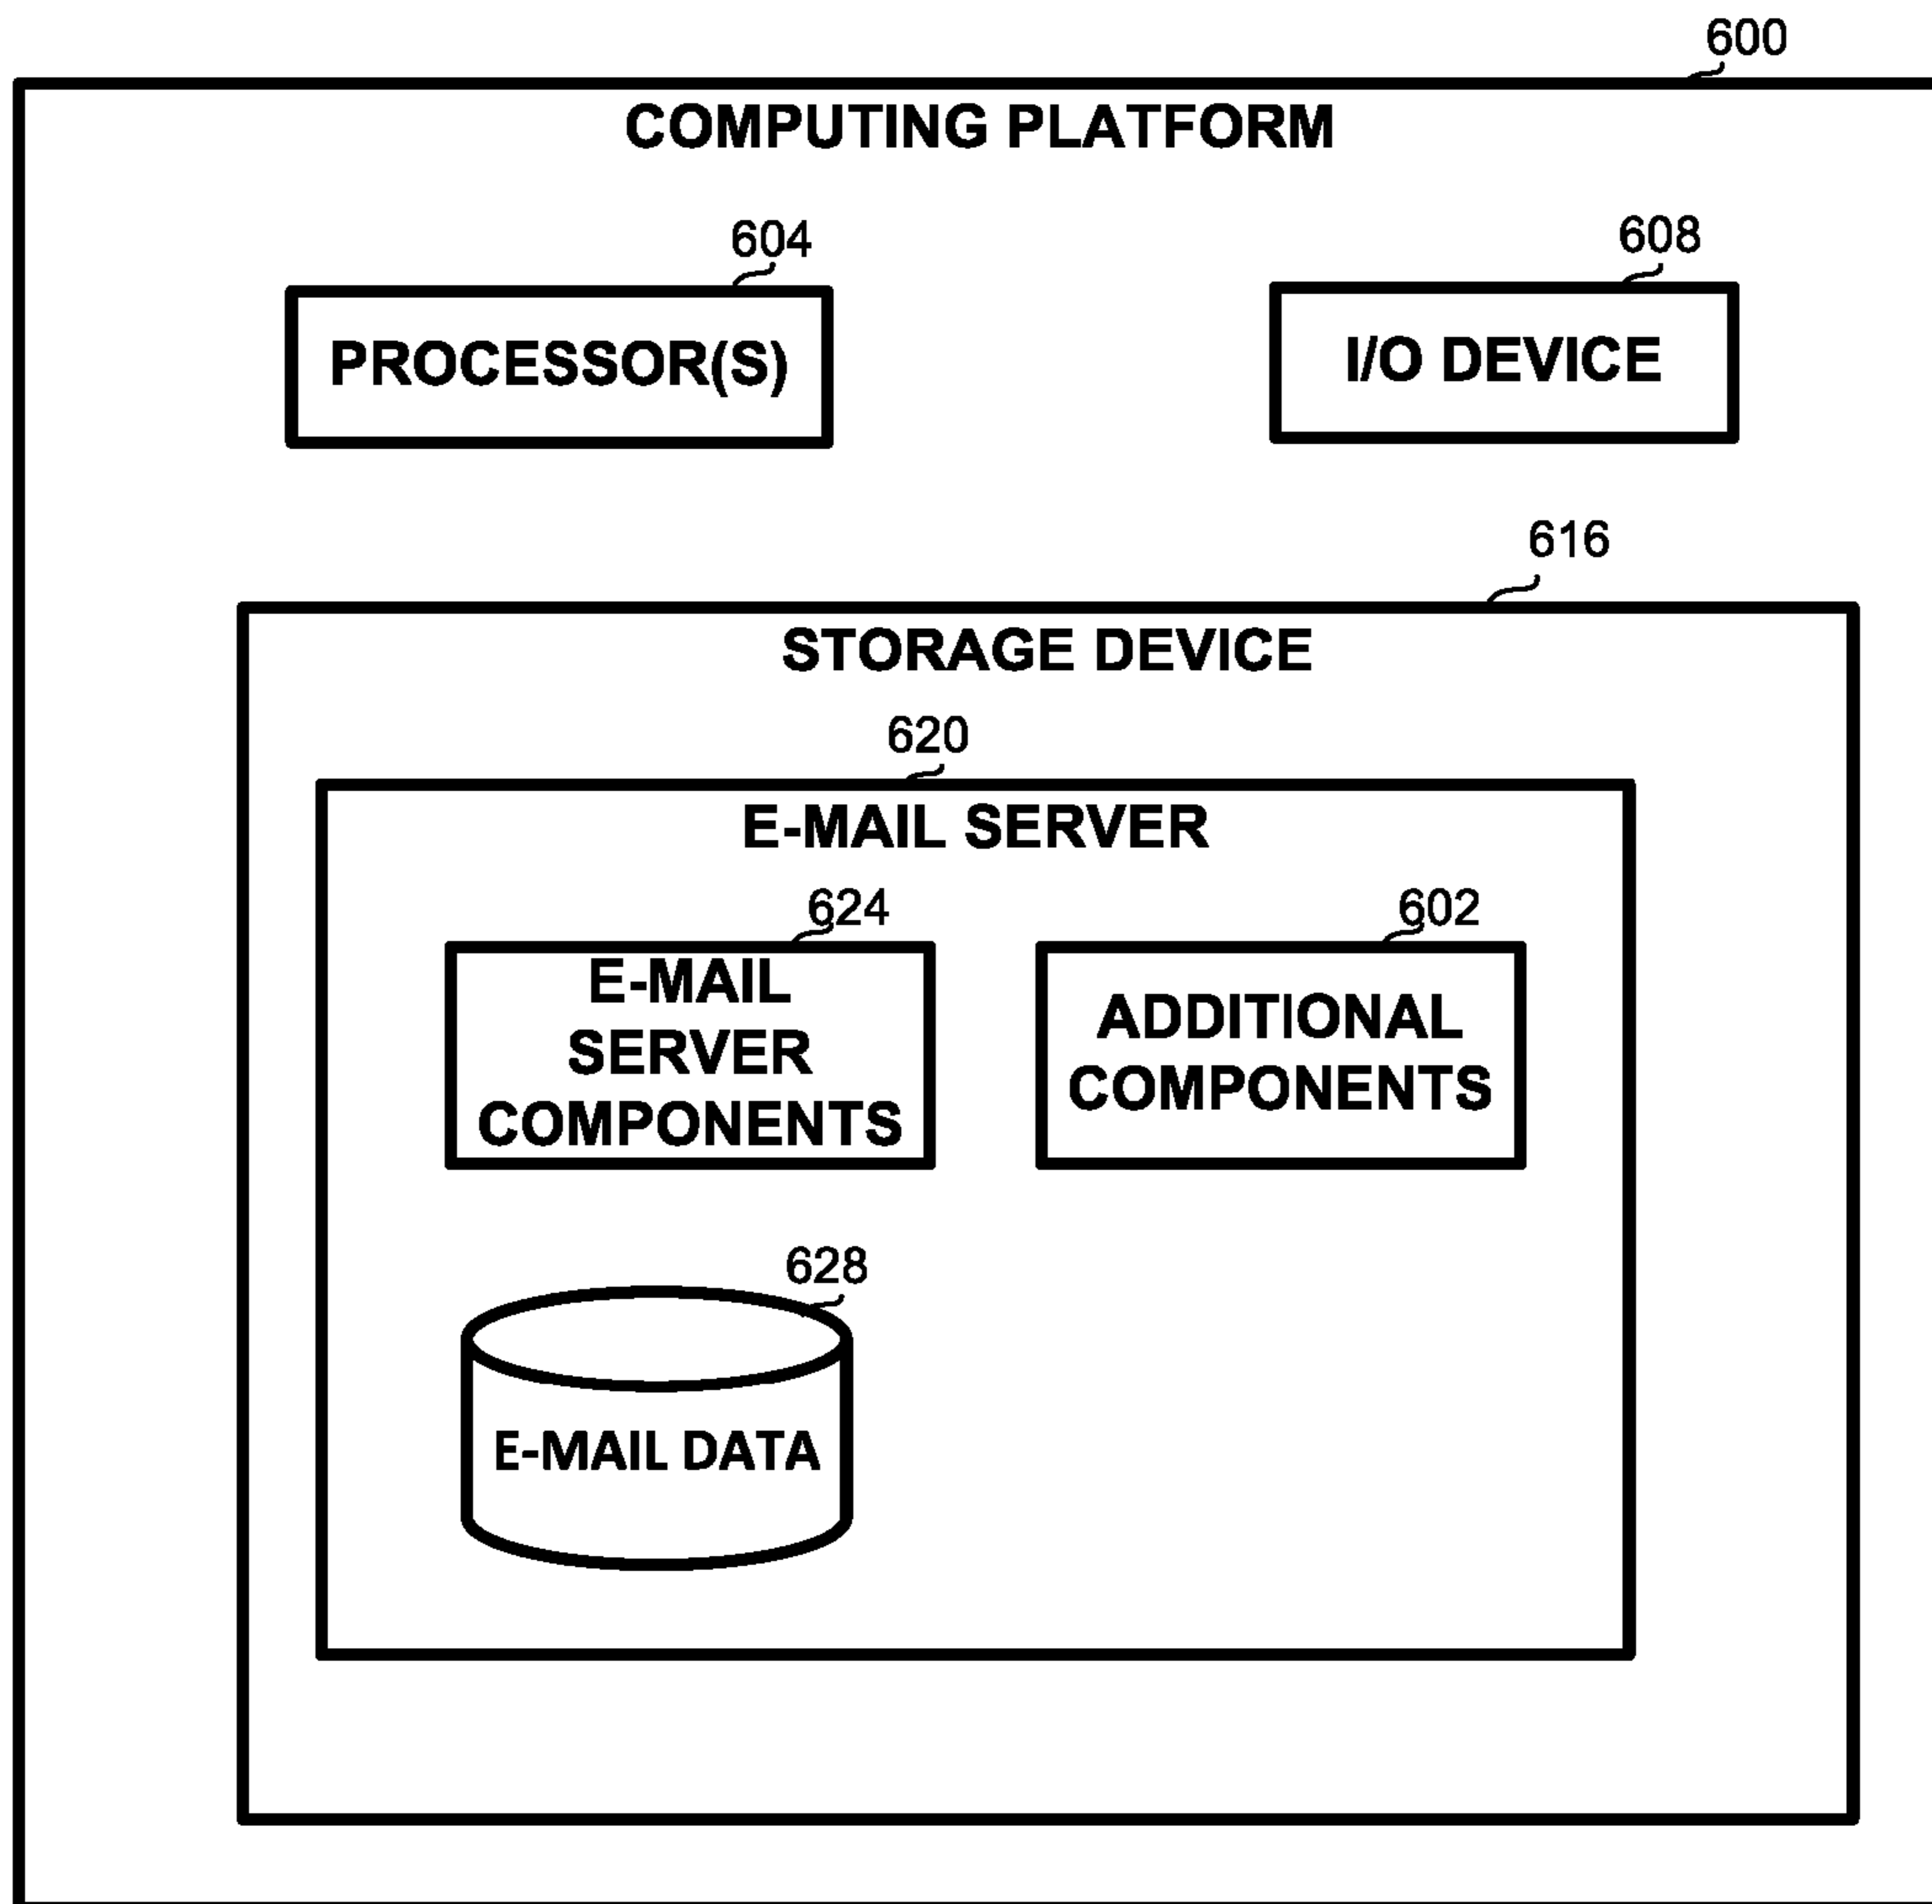 600
COMPUTING PLATFORM
604
PROCESSOR(S)
608
I/O DEVICE
616
STORAGE DEVICE
620
E-MAIL SERVER
624
E-MAIL
SERVER
COMPONENTS
602
ADDITIONAL
COMPONENTS
628
E-MAIL DATA